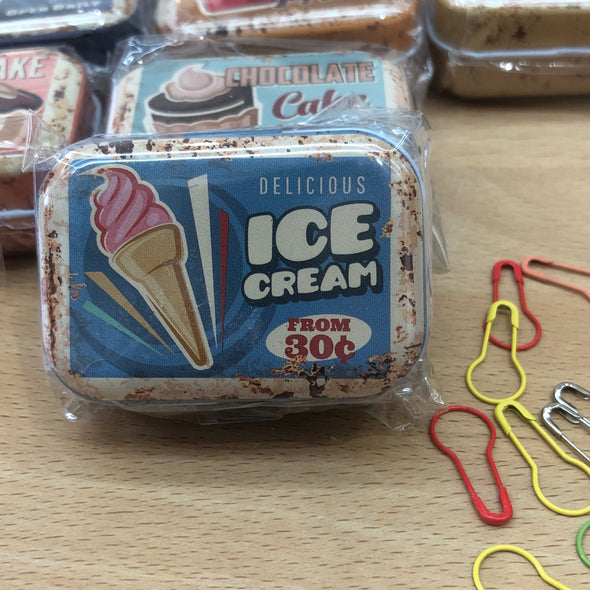 AKE
CHOCOLATE
Cake
DELICIOUS
ICE
CREAM
FROM
30¢